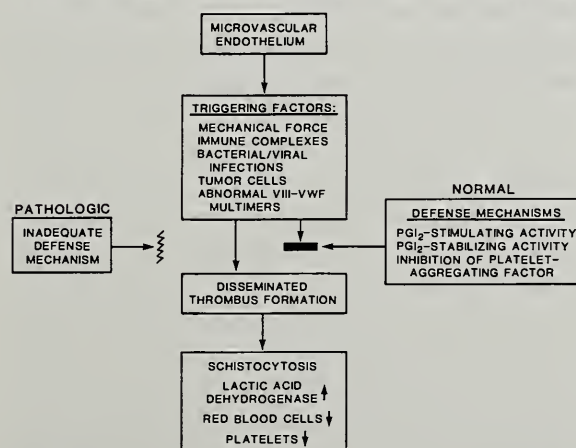 MICROVASCULAR
ENDOTHELIUM
TRIGGERING FACTORS:
MECHANICAL FORCE
IMMUNE COMPLEXES
BACTERIAL/VIRAL
INFECTIONS
TUMOR CELLS
ABNORMAL VIII-VWF
MULTIMERS
PATHOLOGIC
INADEQUATE
DEFENSE
MECHANISM
NORMAL
DEFENSE MECHANISMS
PGI₂-STIMULATING ACTIVITY
PGI₂-STABILIZING ACTIVITY
INHIBITION OF PLATELET-
AGGREGATING FACTOR
DISSEMINATED
THROMBUS FORMATION
SCHISTOCYTOSIS
LACTIC ACID
DEHYDROGENASE ↑
RED BLOOD CELLS ↓
PLATELETS ↓